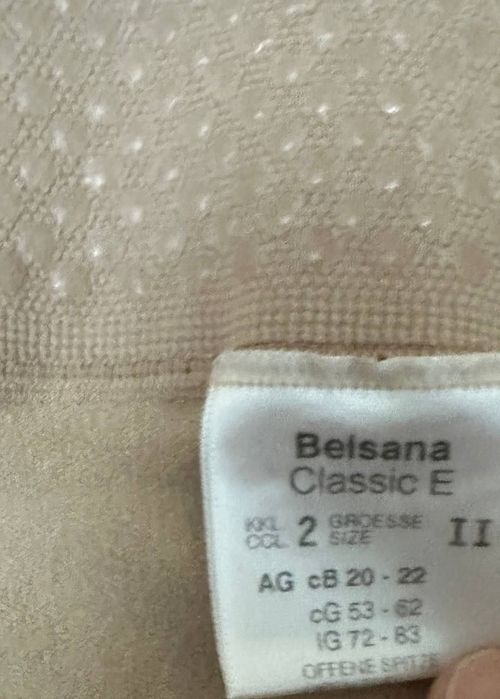 Belsana
Classic E
KKL 2 GROESSE II
CCL SIZE
AG cB 20 - 22
cG 53 - 62
lG 72 - 83
OFFENE SPITZE